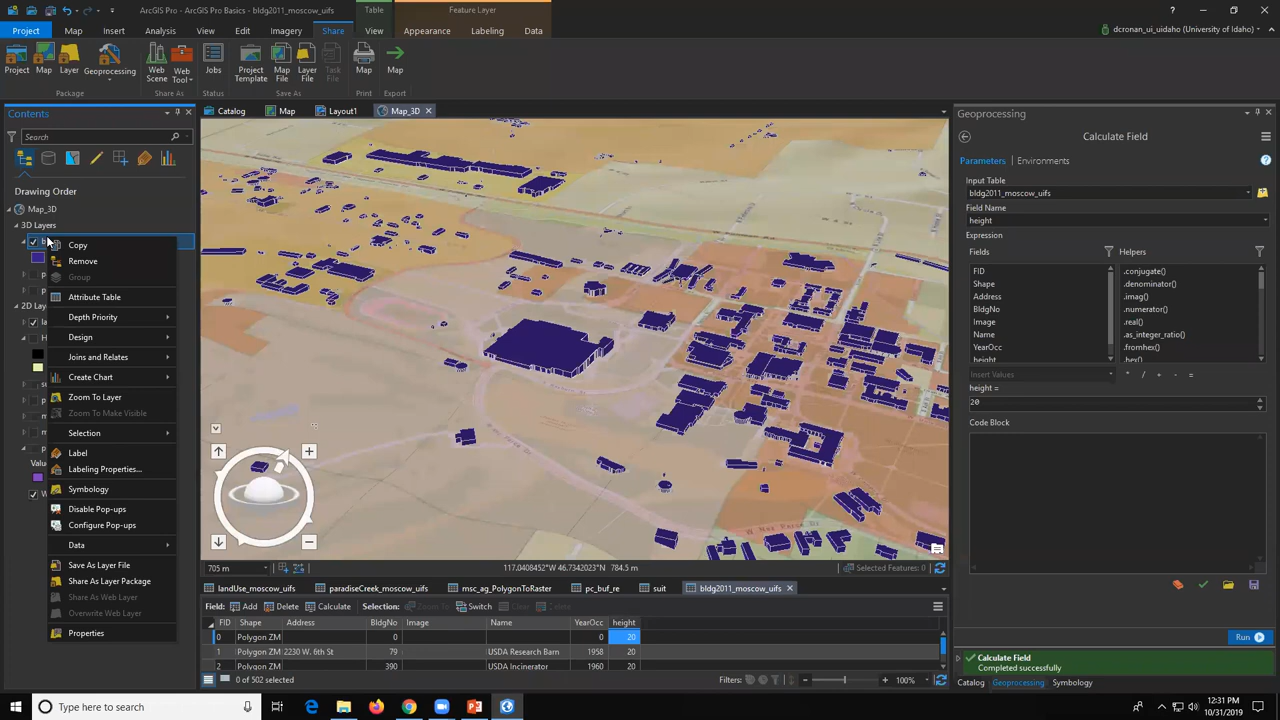 ArcGIS Pro - ArcGIS Pro Basics - bldg2011_moscow_uifs
Table
Feature Layer
?
Project
Map
Insert
Analysis
View
Edit
Imagery
Share
View
Appearance
Labeling
Data
dcronan_ui_uidaho (University of Idaho)
Project
Map
Layer
Geoprocessing
Web Scene
Web Tool
Jobs
Project Template
Map File
Layer File
Task File
Map
Map
Package
Share As
Status
Save As
Print
Export
Contents
Search
Drawing Order
Map_3D
3D Layers
2D Lay
Valu
Copy
Remove
Group
Attribute Table
Depth Priority
Design
Joins and Relates
Create Chart
Zoom To Layer
Zoom To Make Visible
Selection
Label
Labeling Properties...
Symbology
Disable Pop-ups
Configure Pop-ups
Data
Save As Layer File
Share As Layer Package
Share As Web Layer
Overwrite Web Layer
Properties
Catalog
Map
Layout1
Map_3D
705 m
117.0408452°W 46.7342023°N
784.5 m
Selected Features: 0
landUse_moscow_uifs
paradiseCreek_moscow_uifs
msc_ag_PolygonToRaster
pc_buf_re
suit
bldg2011_moscow_uifs
Field:
Add
Delete
Calculate
Selection:
Zoom To
Switch
Clear
Delete
FID Shape Address BldgNo Image Name YearOcc height
0 Polygon ZM 0 0 20
1 Polygon ZM 2230 W. 6th St 79 USDA Research Barn 1958 20
2 Polygon ZM 390 USDA Incinerator 1960 20
0 of 502 selected
Filters:
100%
Geoprocessing
Calculate Field
Parameters
Environments
Input Table
bldg2011_moscow_uifs
Field Name
height
Expression
Fields
Helpers
FID
Shape
Address
BldgNo
Image
Name
YearOcc
height
.conjugate()
.denominator()
.imag()
.numerator()
.real()
.as_integer_ratio()
.fromhex()
.hex()
Insert Values
* / + - =
height =
20
Code Block
Run
Calculate Field
Completed successfully
Catalog
Geoprocessing
Symbology
Type here to search
12:31 PM
10/31/2019